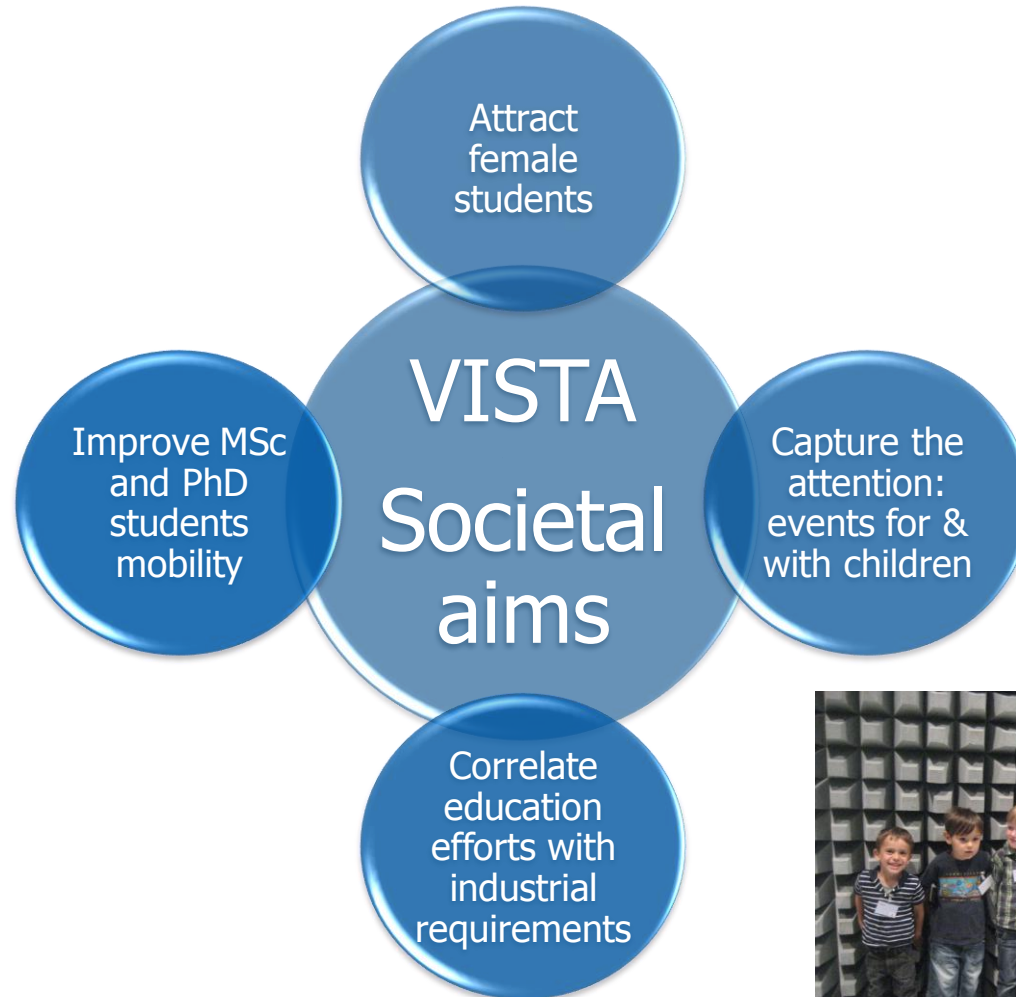 Attract
female
students
VISTA
Societal
aims
Improve MSc
and PhD
students
mobility
Capture the
attention:
events for &
with children
Correlate
education
efforts with
industrial
requirements